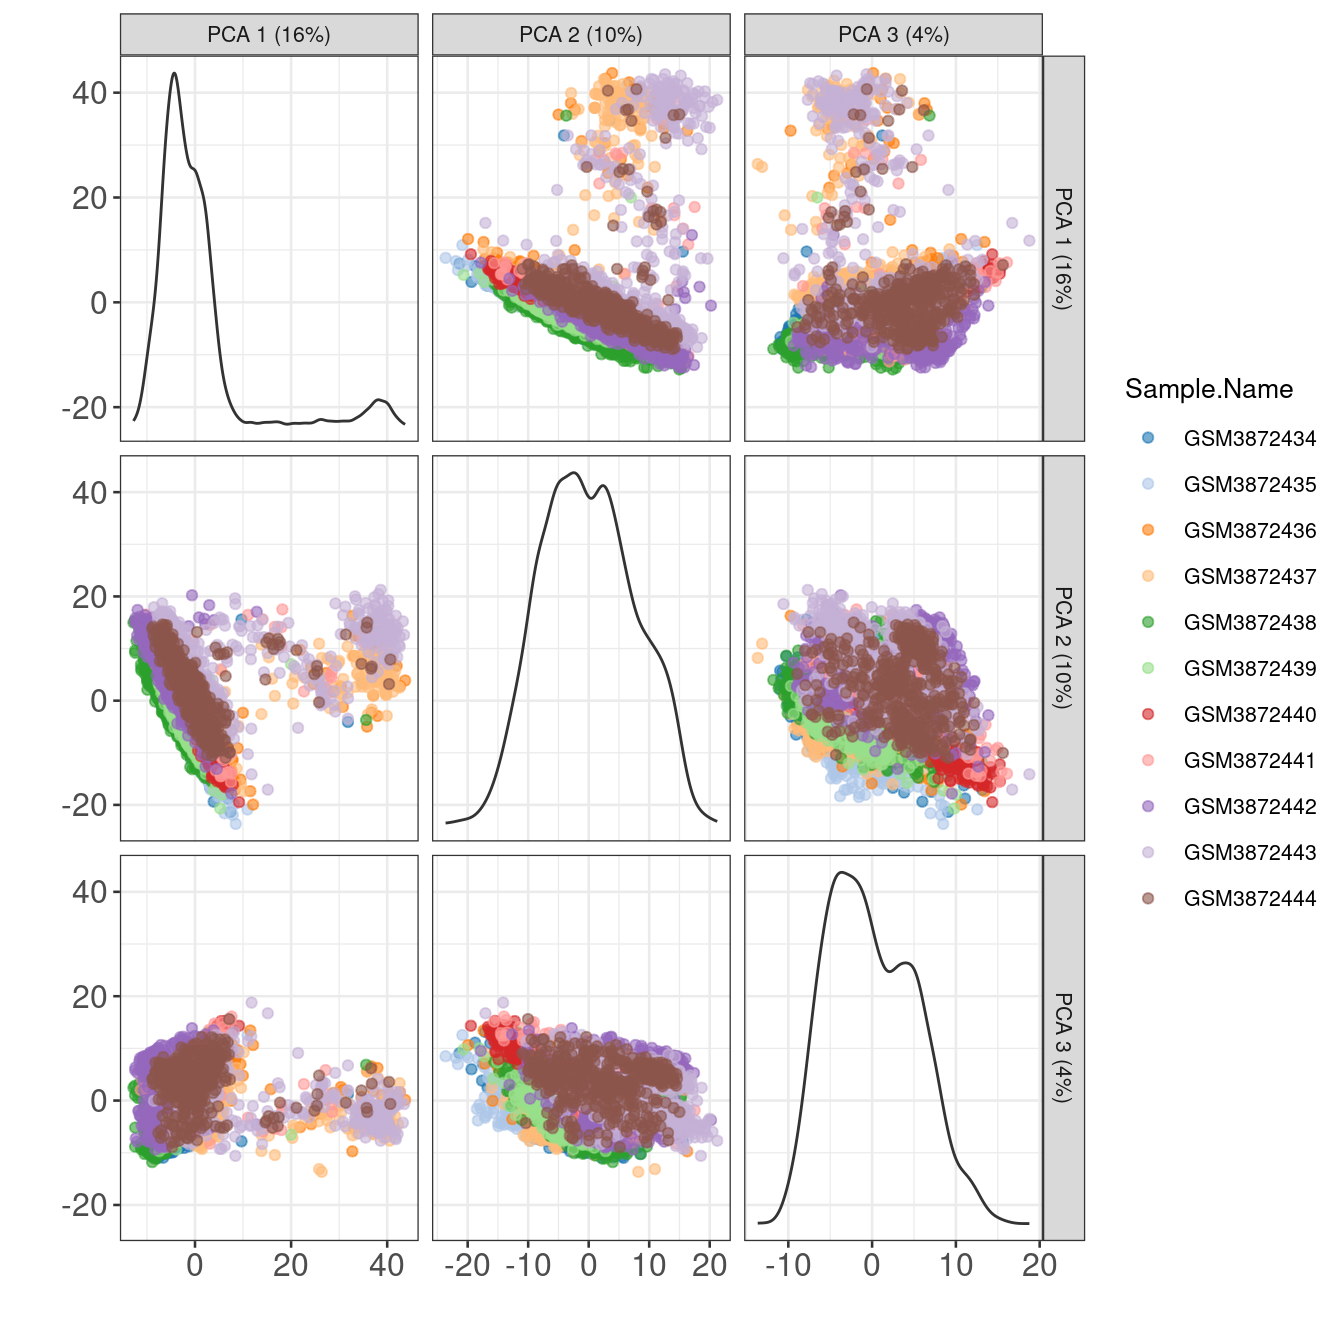 PCA 1 (16%) PCA 2 (10%) PCA 3 (4%)
40
20
0
-20
PCA 1 (16%)
40
20
0
-20
PCA 2 (10%)
40
20
0
-20
PCA 3 (4%)
0 20 40 -20 -10 0 10 20 -10 0 10 20
Sample.Name
GSM3872434
GSM3872435
GSM3872436
GSM3872437
GSM3872438
GSM3872439
GSM3872440
GSM3872441
GSM3872442
GSM3872443
GSM3872444